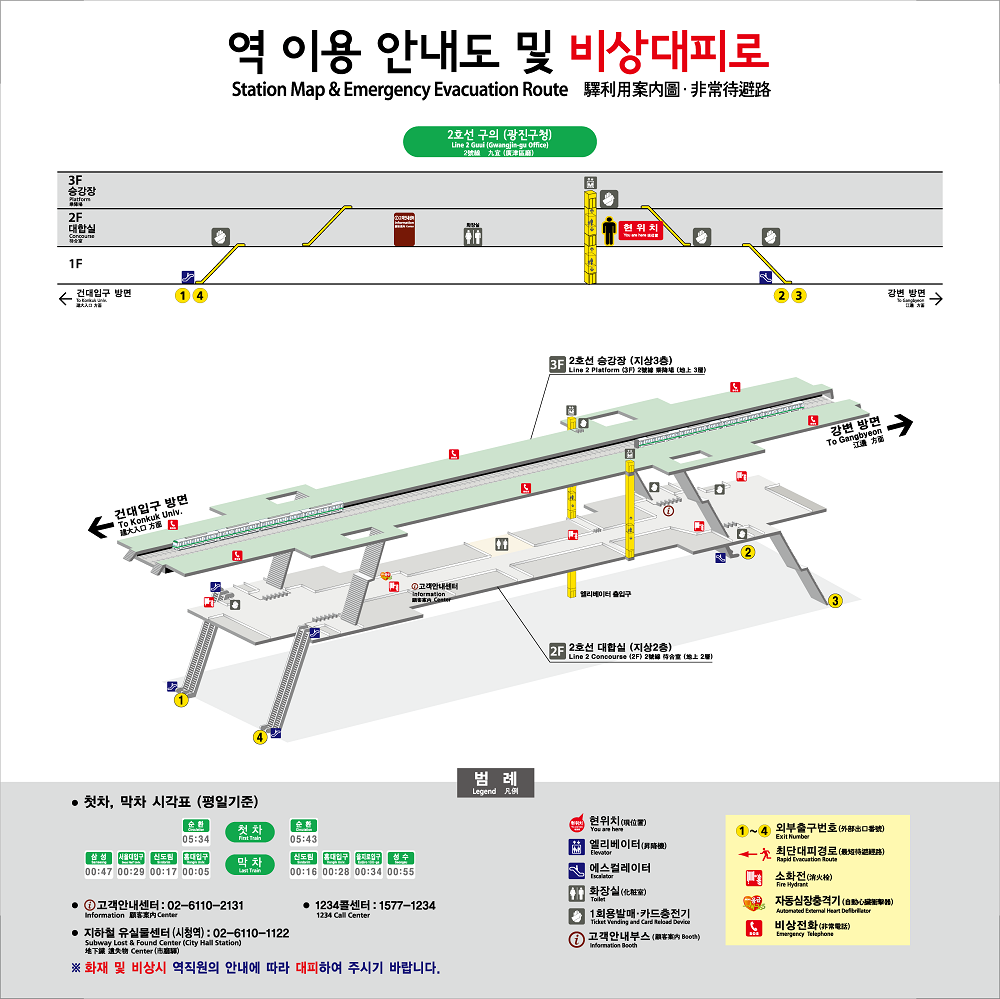 역 이용 안내도 및 비상대피로
Station Map & Emergency Evacuation Route 驛利用案內圖·非常待避路
2호선 구의 (광진구청)
Line 2 Guui (Gwangjin-gu Office)
2號線 九宜 (廣津區廳)
3F
승강장
Platform
乘降場
2F
대합실
Concourse
待合室
1F
고객안내센터
Information
화장실
현 위 치
You are here 現位置
건대입구 방면
To Konkuk Univ.
建大入口 方面
1 4
2 3
강변 방면
To Gangbyeon
江邊 方面
3F 2호선 승강장 (지상3층)
Line 2 Platform (3F) 2號線 乘降場 (地上 3層)
강변 방면
To Gangbyeon
江邊 方面
건대입구 방면
To Konkuk Univ.
建大入口 方面
고객안내센터
Information
顧客案內 Center
엘리베이터 출입구
2
3
2F 2호선 대합실 (지상2층)
Line 2 Concourse (2F) 2號線 待合室 (地上 2層)
1
4
범 례
Legend 凡例
• 첫차, 막차 시각표 (평일기준)
순 환 첫 차 순 환
Circulation First Train Circulation
05:34 05:43
삼 성 서울대입구 신도림 홍대입구 막 차 신도림 홍대입구 을지로입구 성 수
Last Train
00:47 00:29 00:17 00:05 00:16 00:28 00:34 00:55
• 고객안내센터 : 02-6110-2131
Information 顧客案內 Center
• 1234콜센터 : 1577-1234
1234 Call Center
• 지하철 유실물센터 (시청역) : 02-6110-1122
Subway Lost & Found Center (City Hall Station)
地下鐵 遺失物 Center (市廳驛)
※ 화재 및 비상시 역직원의 안내에 따라 대피하여 주시기 바랍니다.
현위치
현위치(現位置)
You are here
엘리베이터(昇降機)
Elevator
에스컬레이터
Escalator
화장실(化粧室)
Toilet
1회용발매·카드충전기
Ticket Vending and Card Reload Device
고객안내부스(顧客案內 Booth)
Information Booth
1~4 외부출구번호(外部出口番號)
Exit Number
최단대피경로(最短待避經路)
Rapid Evacuation Route
소화전(消火栓)
Fire Hydrant
자동심장충격기(自動心臟衝擊器)
Automated External Heart Defibrillator
비상전화(非常電話)
Emergency Telephone